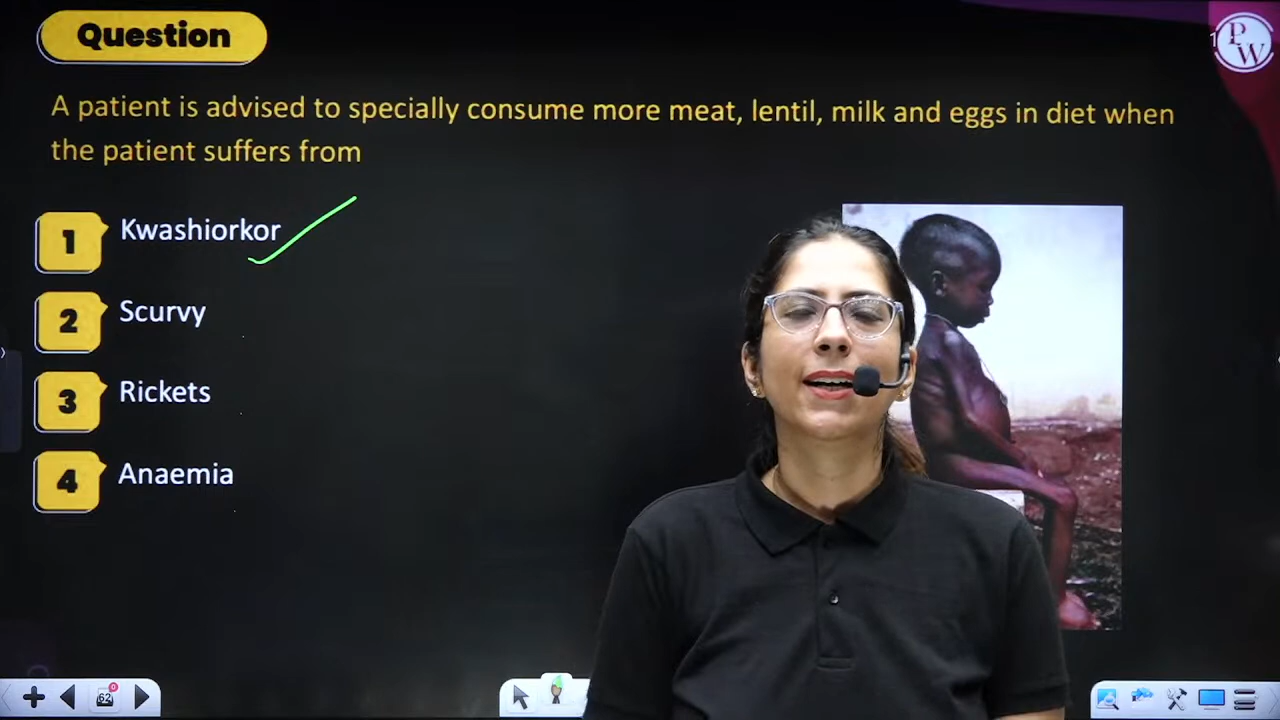 Question
PW
A patient is advised to specially consume more meat, lentil, milk and eggs in diet when
the patient suffers from
1 Kwashiorkor
2 Scurvy
3 Rickets
4 Anaemia
62